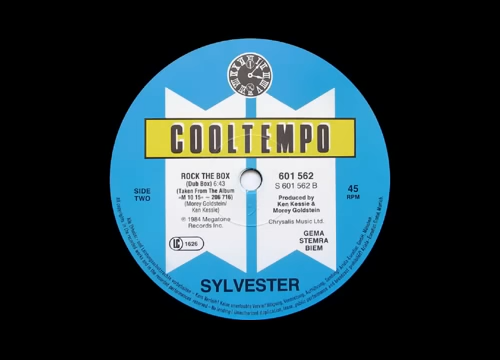 COOLTEMPO
ROCK THE BOX
(Dub Box) 6:43
(Taken From The Album
»M 10 15« – 206 716)
(Morey Goldstein/
Ken Kessie)
℗ 1984 Megatone
Records Inc.
LC 1626
SIDE
TWO
601 562
S 601 562 B
Produced by
Ken Kessie &
Morey Goldstein
Chrysalis Music Ltd.
GEMA
STEMRA
BIEM
45
RPM
SYLVESTER